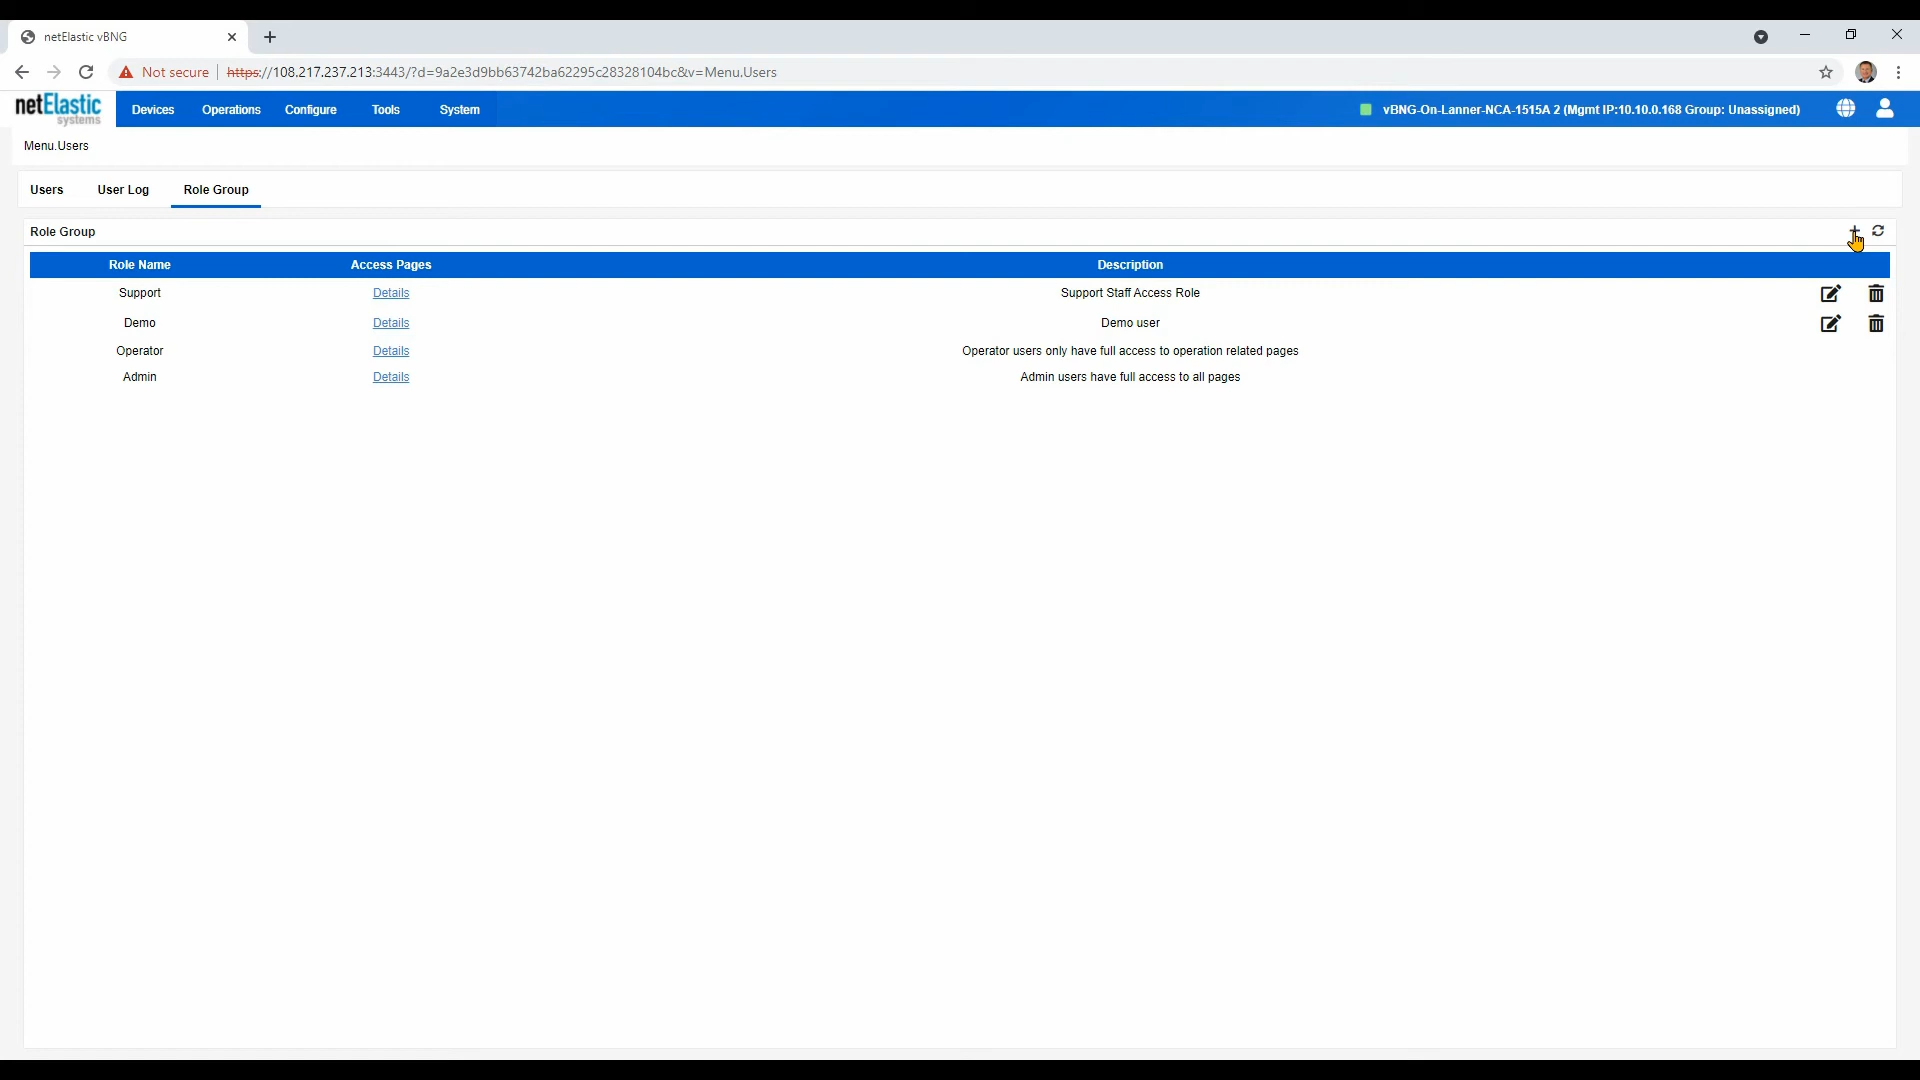 netElastic vBNG
Not secure https://108.217.237.213:3443/?d=9a2e3d9bb63742ba62295c28328104bc&v=Menu.Users
netElastic systems
Devices Operations Configure Tools System
vBNG-On-Lanner-NCA-1515A 2 (Mgmt IP:10.10.0.168 Group: Unassigned)
Menu.Users
Users User Log Role Group
Role Group
Role Name Access Pages Description
Support Details Support Staff Access Role
Demo Details Demo user
Operator Details Operator users only have full access to operation related pages
Admin Details Admin users have full access to all pages